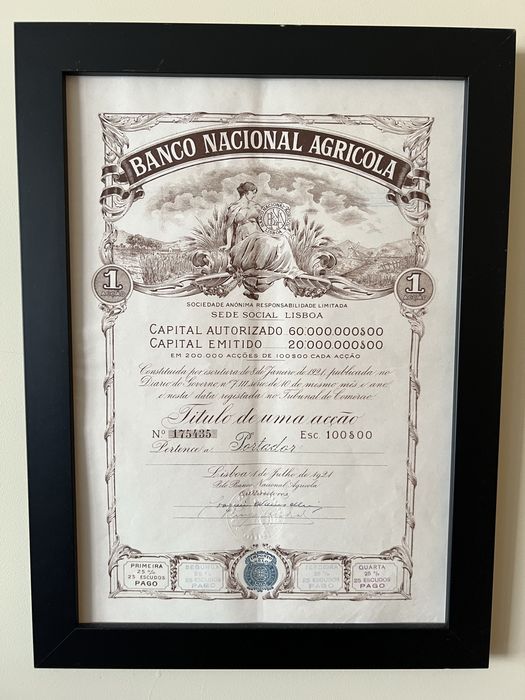 BANCO NACIONAL AGRICOLA
1
ACÇÃO
1
ACÇÃO
SOCIEDADE ANÓNIMA RESPONSABILIDADE LIMITADA
SEDE SOCIAL LISBOA
CAPITAL AUTORIZADO 60.000.000$00
CAPITAL EMITIDO 20.000.000$00
EM 200.000 ACÇÕES DE 100$00 CADA ACÇÃO
Constituida por escritura de 8 de Janeiro de 1921, publicada no
Diario do Governo nº 7, III serie de 10 do mesmo mês e ano
e nesta data registada no Tribunal do Comercio
Titulo de uma acção
Nº 175435 Esc. 100$00
Pertence a Portador
Lisboa 1 de Julho de 1921
Pelo Banco Nacional Agricola
PRIMEIRA
25 %
25 ESCUDOS
PAGO
SEGUNDA
25 %
25 ESCUDOS
PAGO
TERCEIRA
25 %
25 ESCUDOS
PAGO
QUARTA
25 %
25 ESCUDOS
PAGO